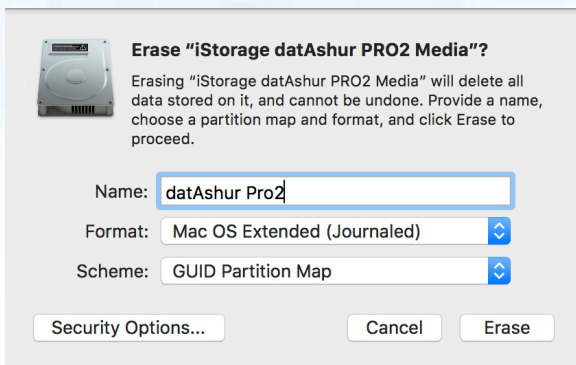 Erase “iStorage datAshur PRO2 Media”?
Erasing “iStorage datAshur PRO2 Media” will delete all
data stored on it, and cannot be undone. Provide a name,
choose a partition map and format, and click Erase to
proceed.
Name: datAshur Pro2
Format: Mac OS Extended (Journaled)
Scheme: GUID Partition Map
Security Options... Cancel Erase